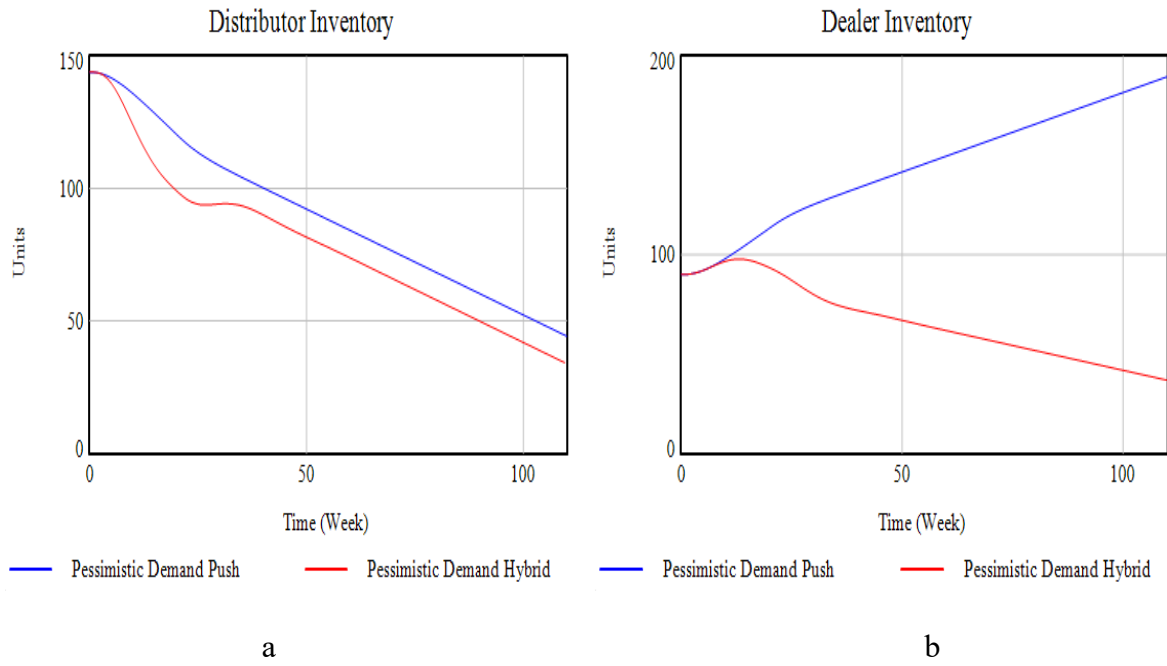 Distributor Inventory
150
100
50
0
Units
0 50 100
Time (Week)
Pessimistic Demand Push Pessimistic Demand Hybrid
a
Dealer Inventory
200
100
0
Units
0 50 100
Time (Week)
Pessimistic Demand Push Pessimistic Demand Hybrid
b